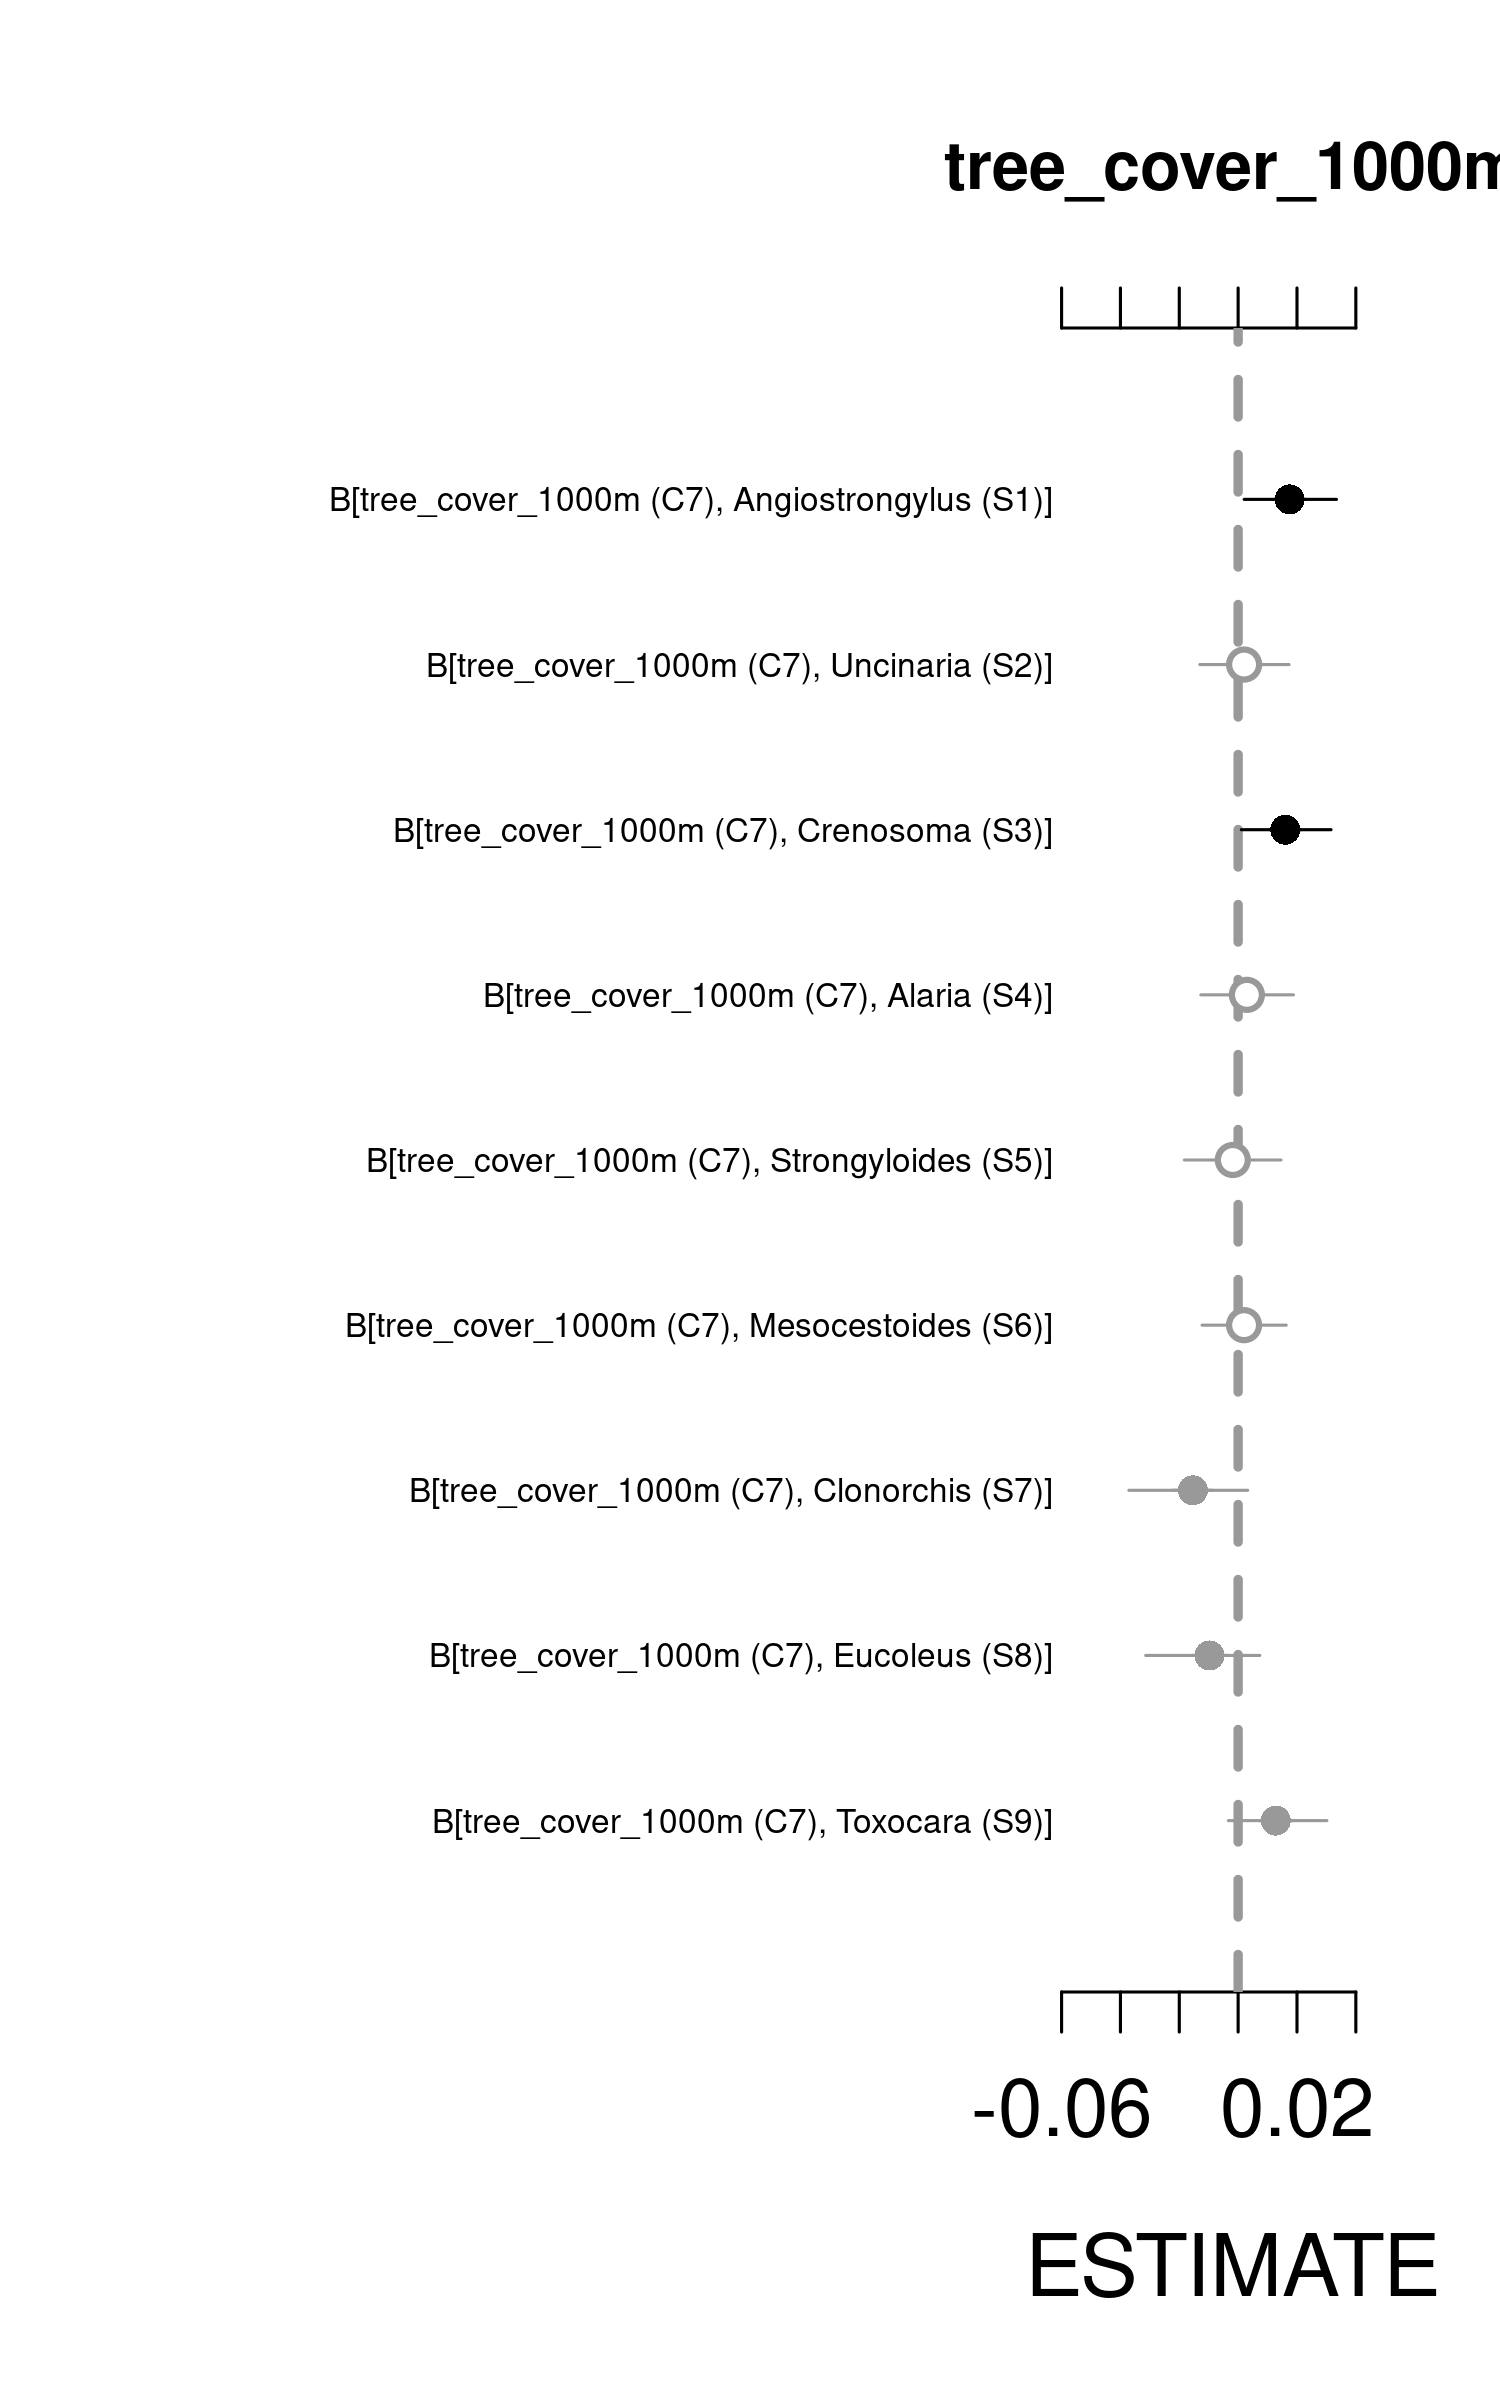 tree_cover_1000m
B[tree_cover_1000m (C7), Angiostrongylus (S1)]
B[tree_cover_1000m (C7), Uncinaria (S2)]
B[tree_cover_1000m (C7), Crenosoma (S3)]
B[tree_cover_1000m (C7), Alaria (S4)]
B[tree_cover_1000m (C7), Strongyloides (S5)]
B[tree_cover_1000m (C7), Mesocestoides (S6)]
B[tree_cover_1000m (C7), Clonorchis (S7)]
B[tree_cover_1000m (C7), Eucoleus (S8)]
B[tree_cover_1000m (C7), Toxocara (S9)]
-0.06 0.02
ESTIMATE